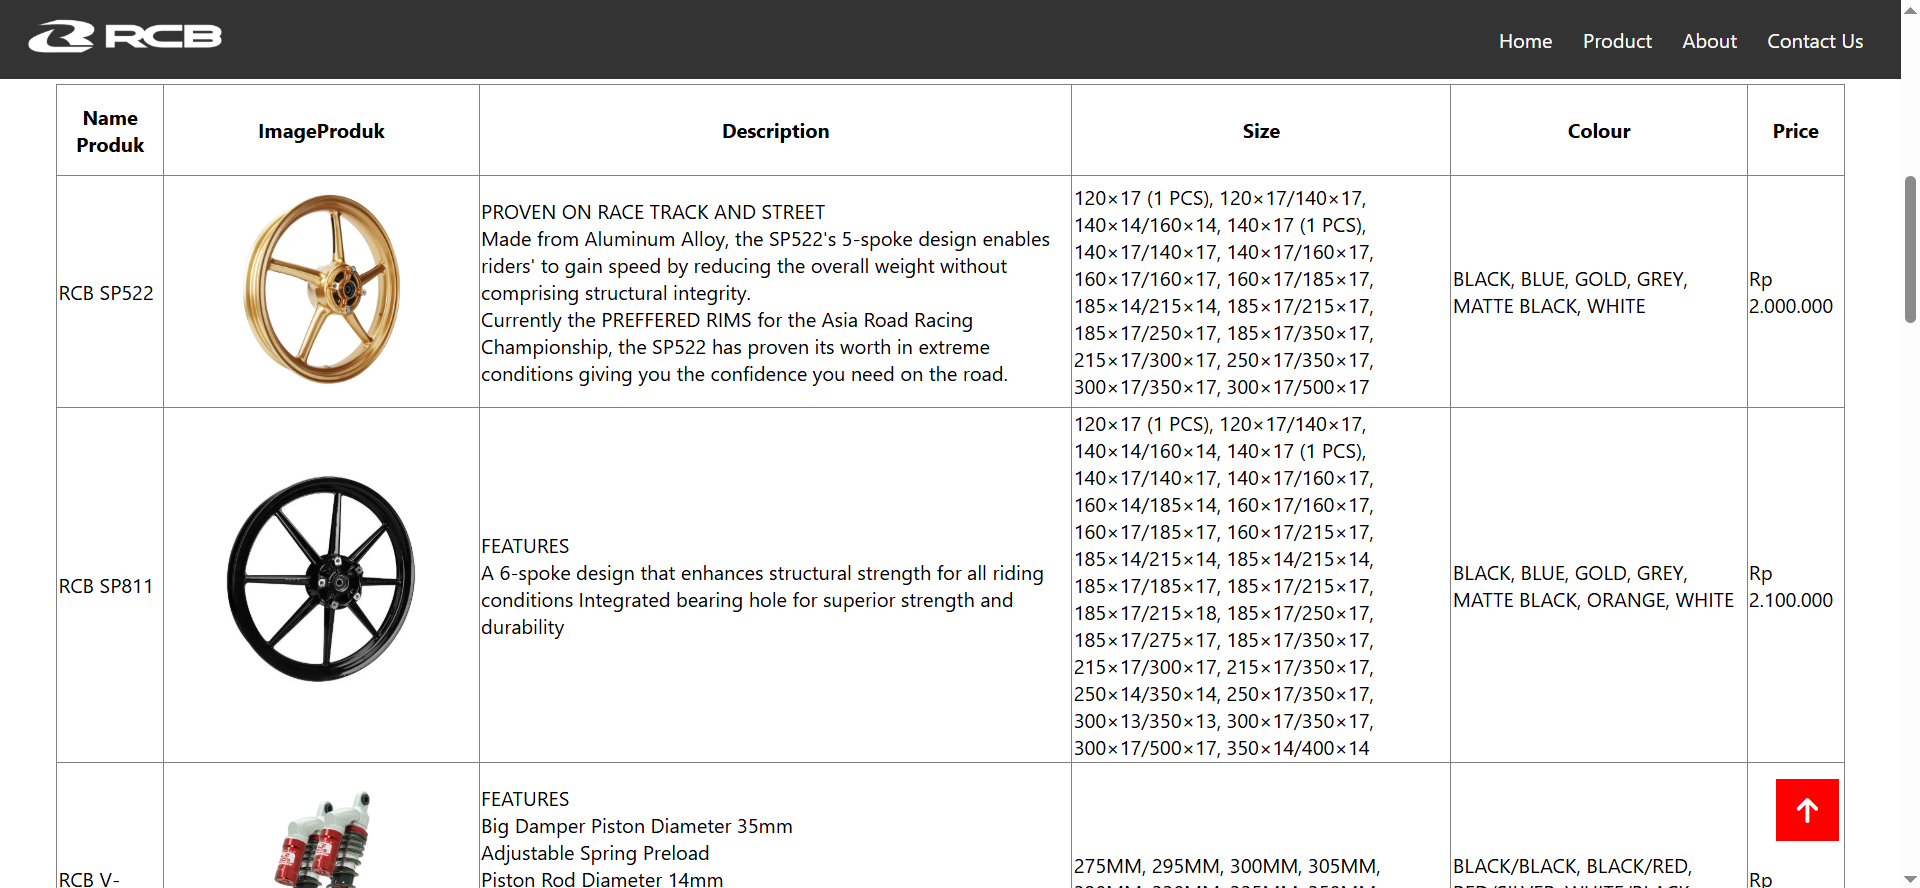 RCB
Home
Product
About
Contact Us
Name
Produk
ImageProduk
Description
Size
Colour
Price
RCB SP522
PROVEN ON RACE TRACK AND STREET
Made from Aluminum Alloy, the SP522's 5-spoke design enables
riders' to gain speed by reducing the overall weight without
comprising structural integrity.
Currently the PREFFERED RIMS for the Asia Road Racing
Championship, the SP522 has proven its worth in extreme
conditions giving you the confidence you need on the road.
120×17 (1 PCS), 120×17/140×17,
140×14/160×14, 140×17 (1 PCS),
140×17/140×17, 140×17/160×17,
160×17/160×17, 160×17/185×17,
185×14/215×14, 185×17/215×17,
185×17/250×17, 185×17/350×17,
215×17/300×17, 250×17/350×17,
300×17/350×17, 300×17/500×17
BLACK, BLUE, GOLD, GREY,
MATTE BLACK, WHITE
Rp
2.000.000
RCB SP811
FEATURES
A 6-spoke design that enhances structural strength for all riding
conditions Integrated bearing hole for superior strength and
durability
120×17 (1 PCS), 120×17/140×17,
140×14/160×14, 140×17 (1 PCS),
140×17/140×17, 140×17/160×17,
160×14/185×14, 160×17/160×17,
160×17/185×17, 160×17/215×17,
185×14/215×14, 185×14/215×14,
185×17/185×17, 185×17/215×17,
185×17/215×18, 185×17/250×17,
185×17/275×17, 185×17/350×17,
215×17/300×17, 215×17/350×17,
250×14/350×14, 250×17/350×17,
300×13/350×13, 300×17/350×17,
300×17/500×17, 350×14/400×14
BLACK, BLUE, GOLD, GREY,
MATTE BLACK, ORANGE, WHITE
Rp
2.100.000
RCB V-
FEATURES
Big Damper Piston Diameter 35mm
Adjustable Spring Preload
Piston Rod Diameter 14mm
275MM, 295MM, 300MM, 305MM,
BLACK/BLACK, BLACK/RED,
Rp